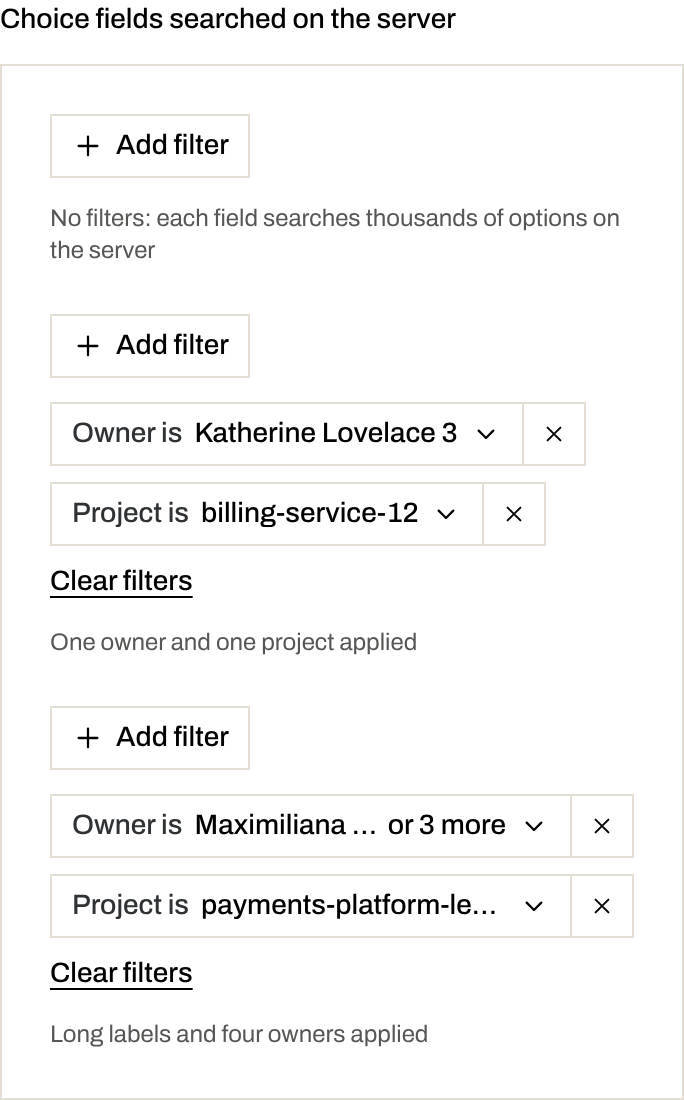 Choice fields searched on the server
Add filter
No filters: each field searches thousands of options on
the server
Add filter
Owner is Katherine Lovelace 3
Project is billing-service-12
Clear filters
One owner and one project applied
Add filter
Owner is Maximiliana … or 3 more
Project is payments-platform-le…
Clear filters
Long labels and four owners applied